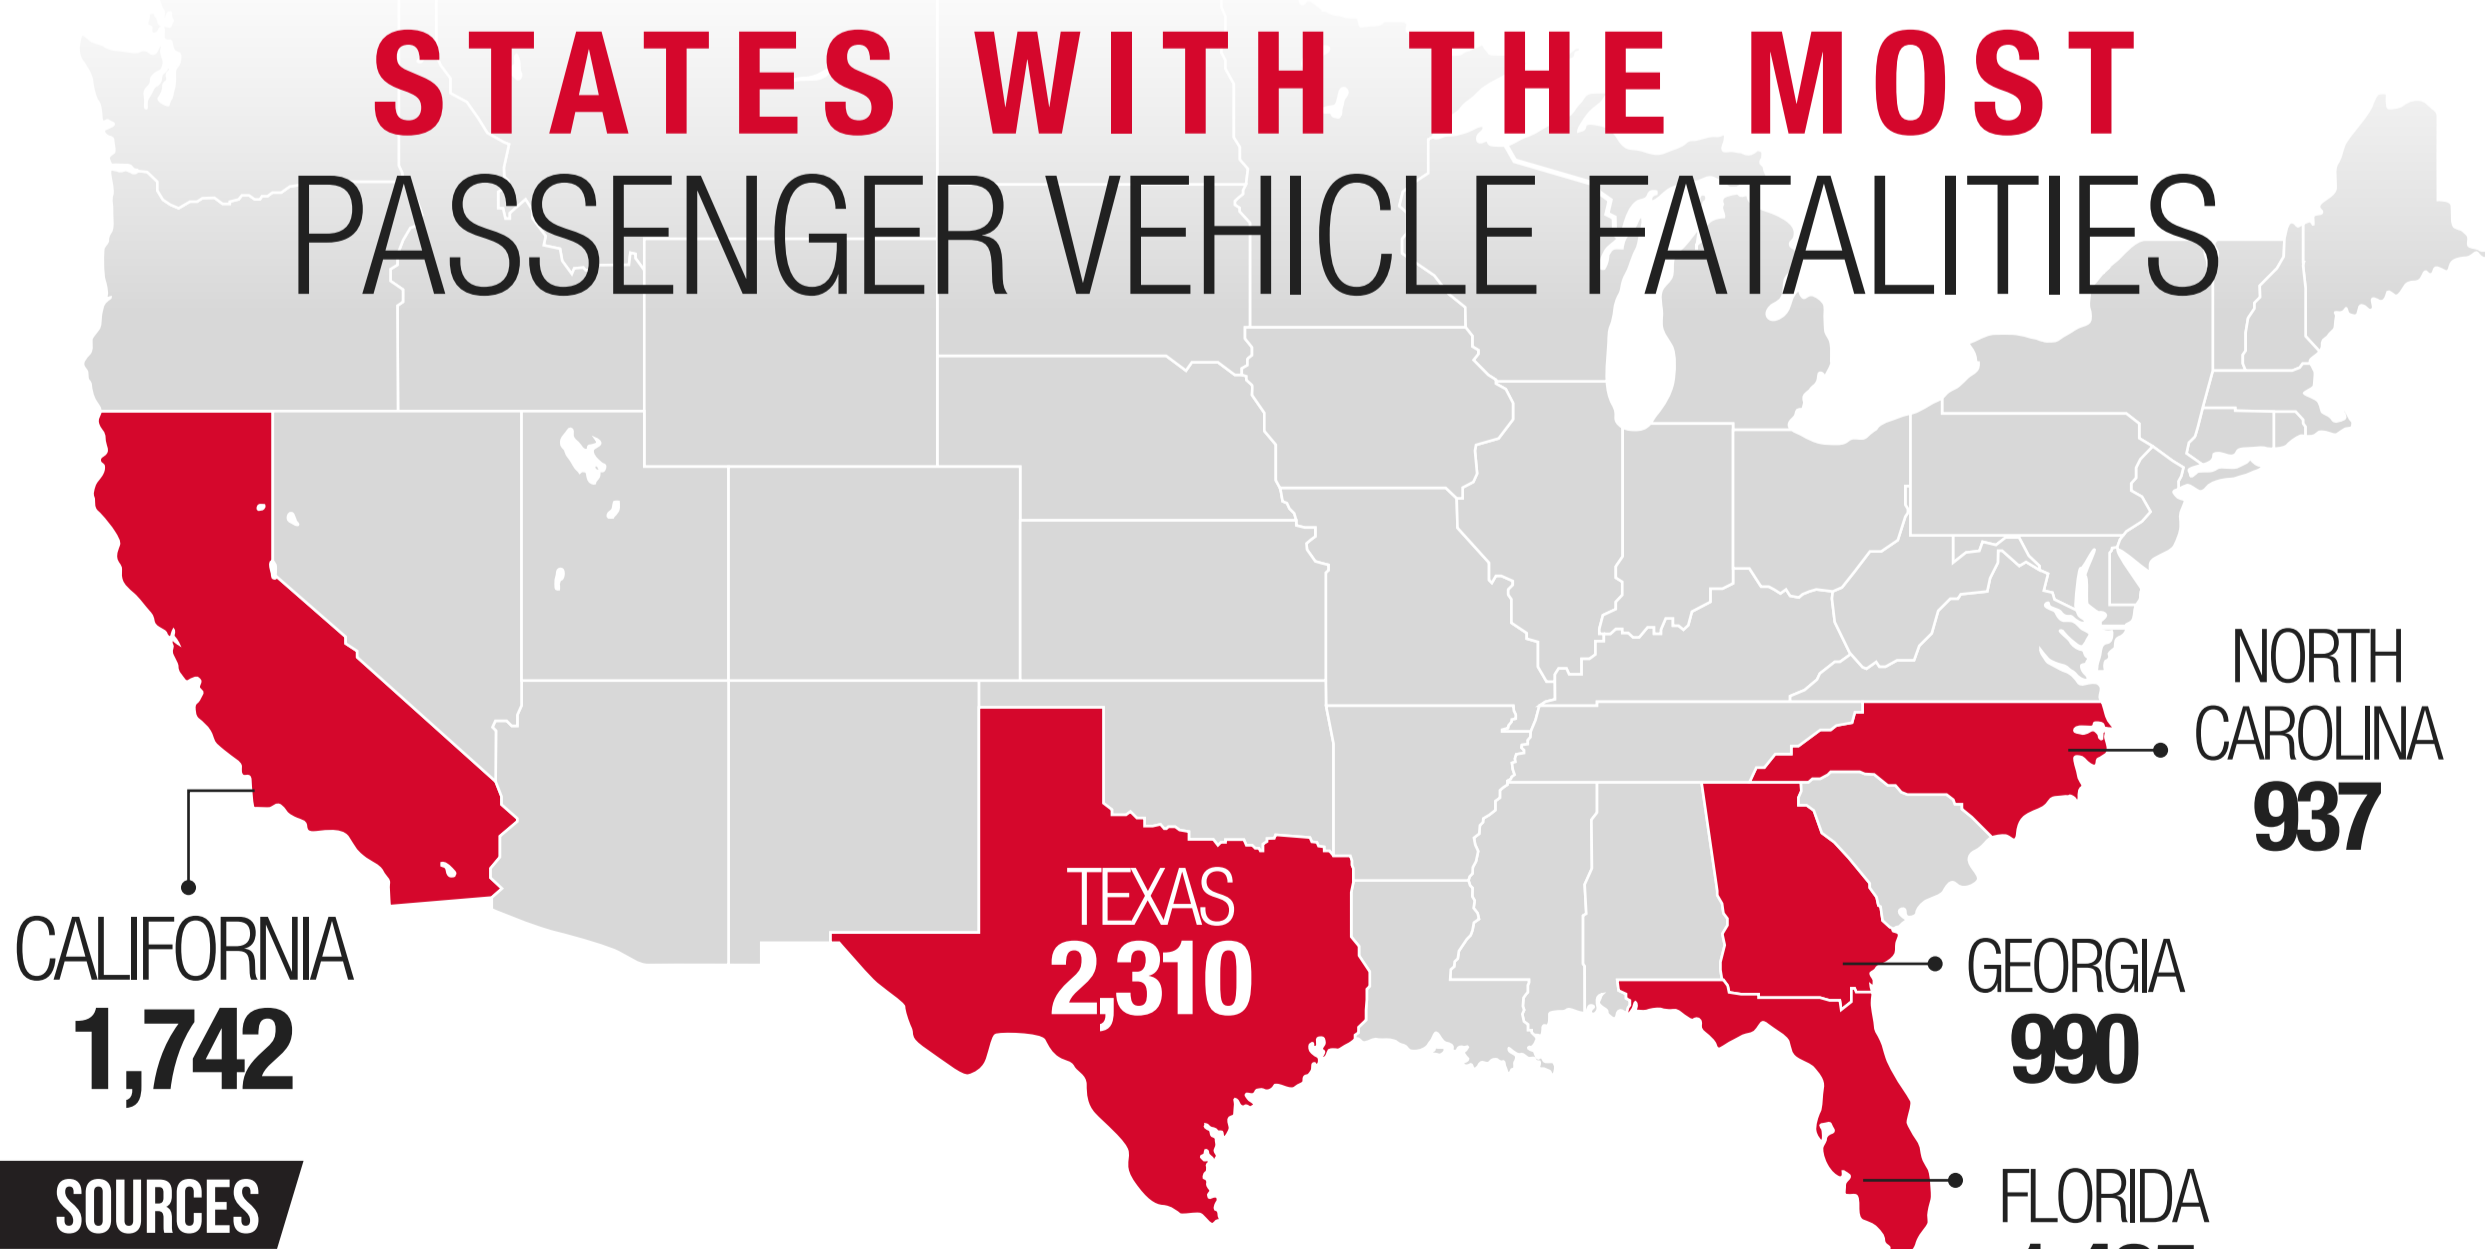 STATES WITH THE MOST
PASSENGER VEHICLE FATALITIES
NORTH
CAROLINA
937
TEXAS
2,310
CALIFORNIA
1,742
GEORGIA
990
FLORIDA
SOURCES